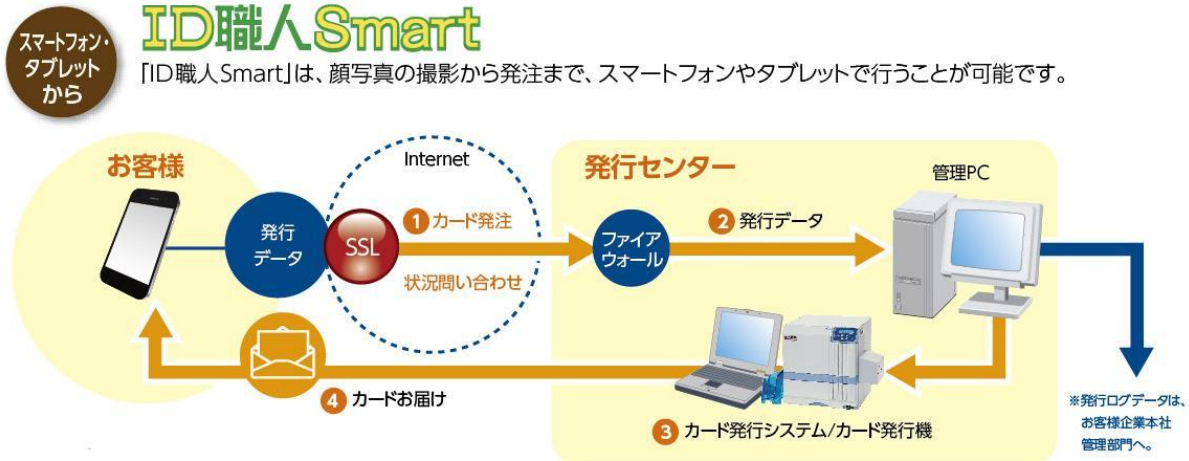 スマートフォン・
タブレット
から
ID職人Smart
「ID職人Smart」は、顔写真の撮影から発注まで、スマートフォンやタブレットで行うことが可能です。
お客様
Internet
発行センター
管理PC
発行
データ
SSL
1 カード発注
状況問い合わせ
ファイア
ウォール
2 発行データ
4 カードお届け
3 カード発行システム/カード発行機
※発行ログデータは、
お客様企業本社
管理部門へ。